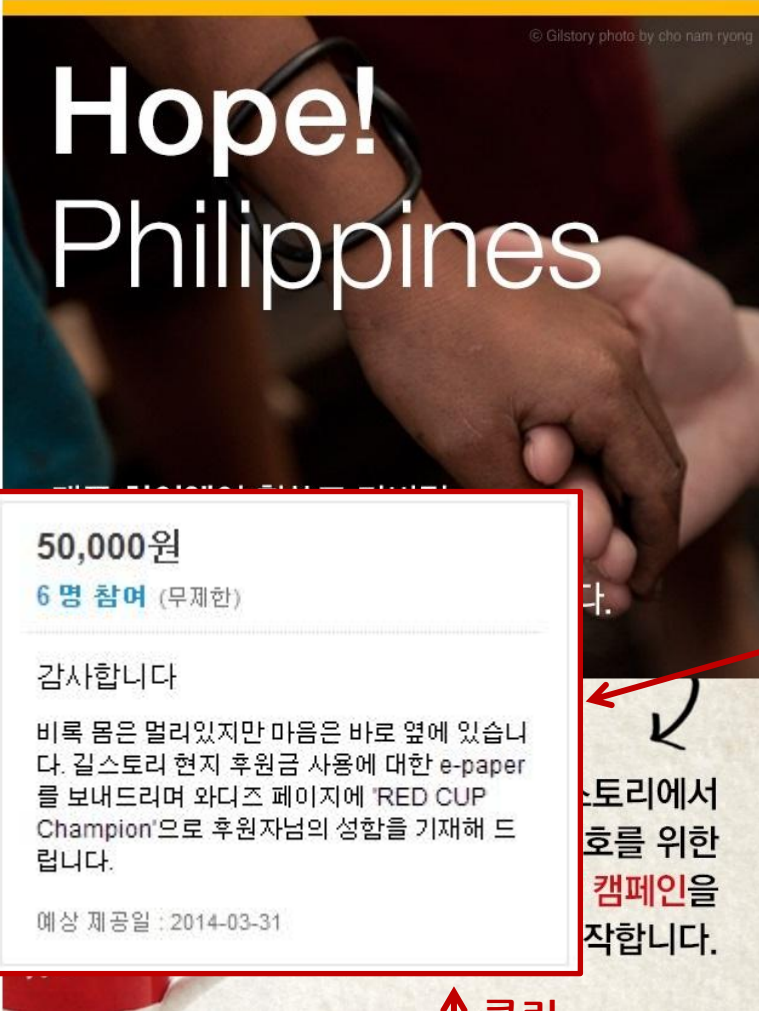 © Gilstory photo by cho nam ryong
Hope!
Philippines
50,000원
6 명 참여 (무제한)
다.
감사합니다
비록 몸은 멀리있지만 마음은 바로 옆에 있습니
다. 길스토리 현지 후원금 사용에 대한 e-paper
를 보내드리며 와디즈 페이지에 'RED CUP
Champion'으로 후원자님의 성함을 기재해 드
립니다.
예상 제공일 : 2014-03-31
스토리에서
호를 위한
캠페인을
작합니다.